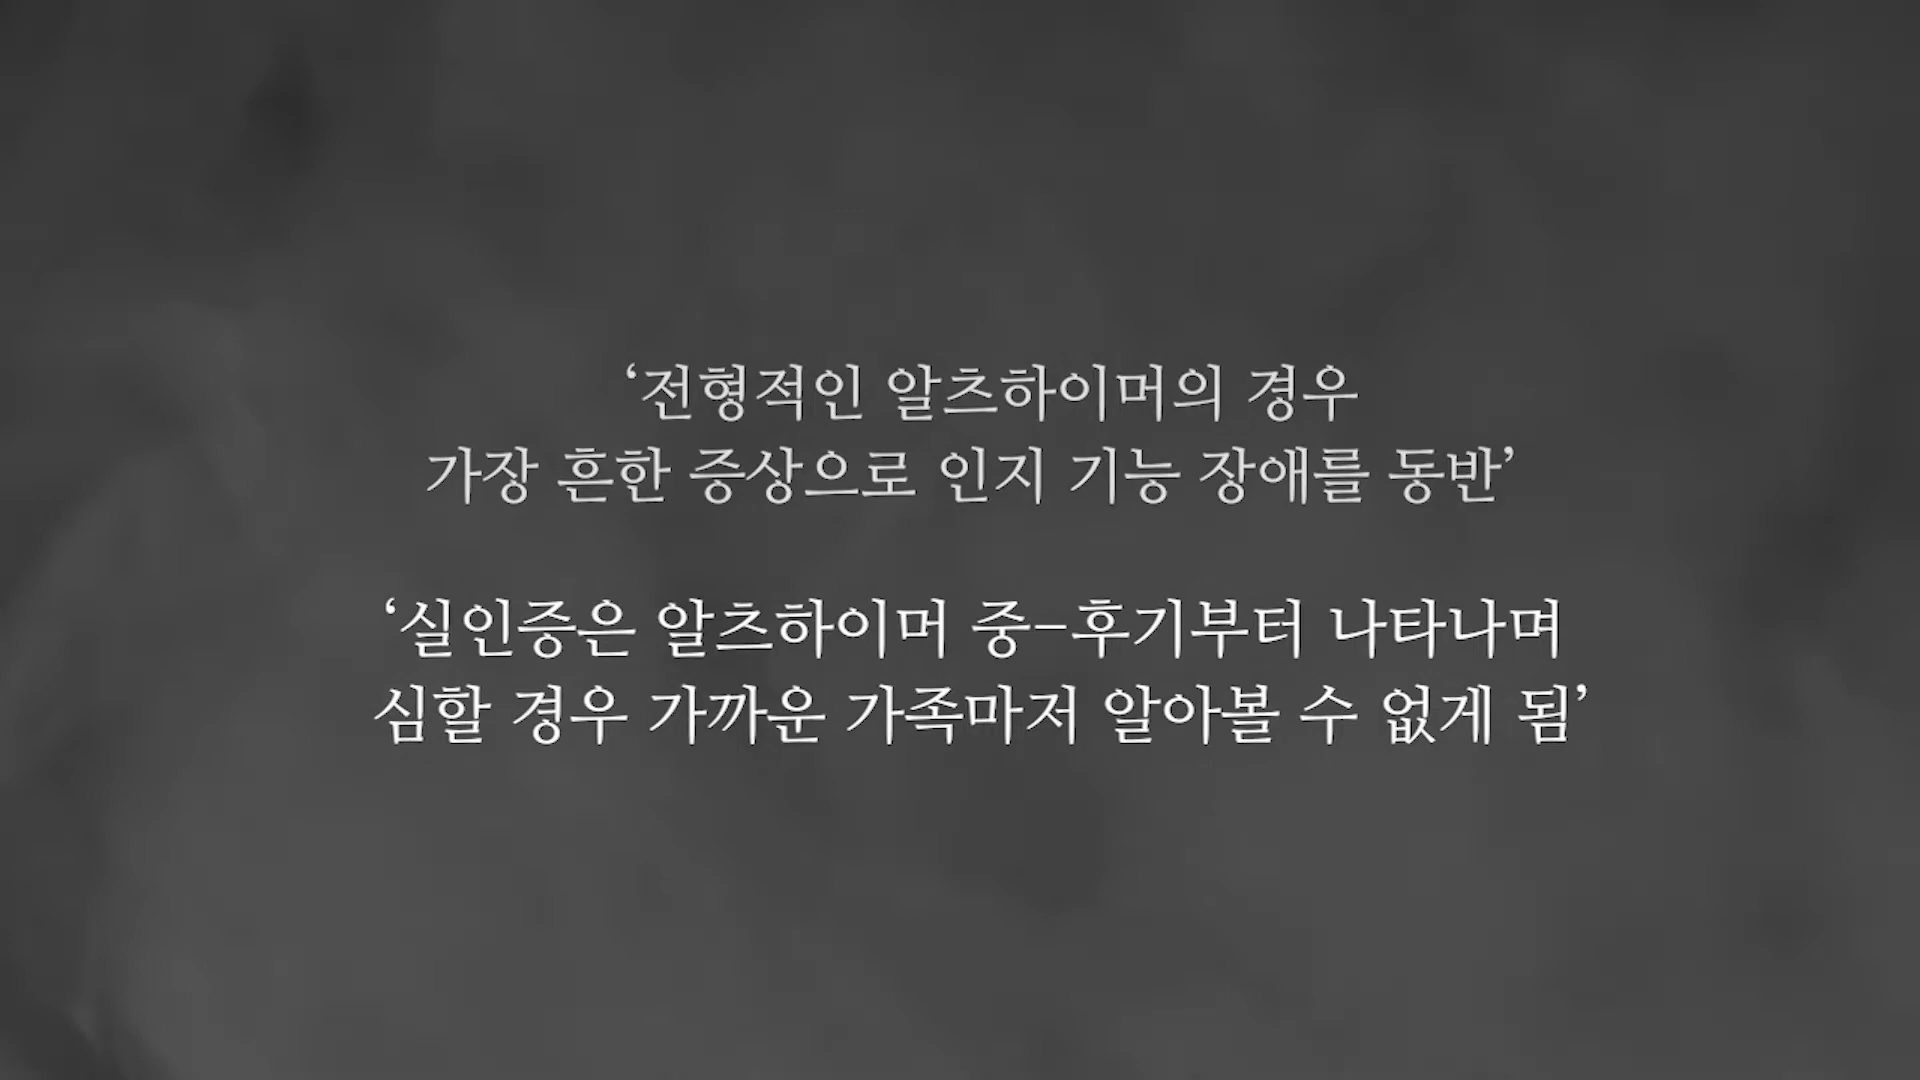 ‘전형적인 알츠하이머의 경우
가장 흔한 증상으로 인지 기능 장애를 동반’
‘실인증은 알츠하이머 중-후기부터 나타나며
심할 경우 가까운 가족마저 알아볼 수 없게 됨’